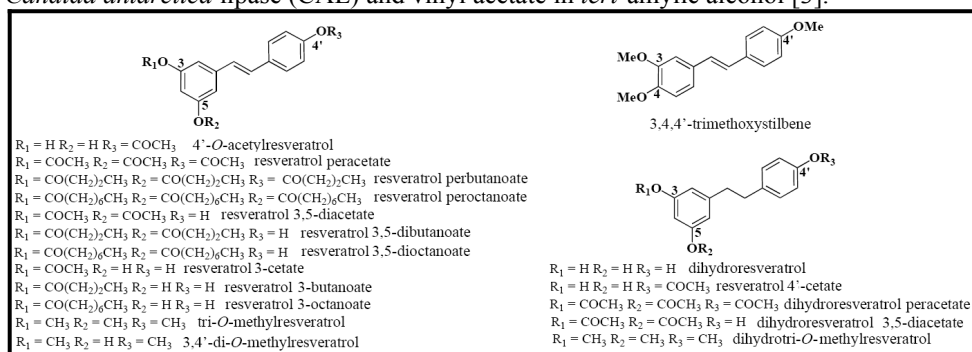 Candida antarctica lipase (CAL) and vinyl acetate in tert-amylic alcohol [5].
OR₃
4'
R₁O
3
5
OR₂
R₁ = H R₂ = H R₃ = COCH₃ 4'-O-acetylresveratrol
R₁ = COCH₃ R₂ = COCH₃ R₃ = COCH₃ resveratrol peracetate
R₁ = CO(CH₂)₂CH₃ R₂ = CO(CH₂)₂CH₃ R₃ = CO(CH₂)₂CH₃ resveratrol perbutanoate
R₁ = CO(CH₂)₆CH₃ R₂ = CO(CH₂)₆CH₃ R₃ = CO(CH₂)₆CH₃ resveratrol peroctanoate
R₁ = COCH₃ R₂ = COCH₃ R₃ = H resveratrol 3,5-diacetate
R₁ = CO(CH₂)₂CH₃ R₂ = CO(CH₂)₂CH₃ R₃ = H resveratrol 3,5-dibutanoate
R₁ = CO(CH₂)₆CH₃ R₂ = CO(CH₂)₆CH₃ R₃ = H resveratrol 3,5-dioctanoate
R₁ = COCH₃ R₂ = H R₃ = H resveratrol 3-cetate
R₁ = CO(CH₂)₂CH₃ R₂ = H R₃ = H resveratrol 3-butanoate
R₁ = CO(CH₂)₆CH₃ R₂ = H R₃ = H resveratrol 3-octanoate
R₁ = CH₃ R₂ = CH₃ R₃ = CH₃ tri-O-methylresveratrol
R₁ = CH₃ R₂ = H R₃ = CH₃ 3,4'-di-O-methylresveratrol
OMe
4'
MeO
3
4
MeO
3,4,4'-trimethoxystilbene
OR₃
4'
R₁O
3
5
OR₂
R₁ = H R₂ = H R₃ = H dihydroresveratrol
R₁ = H R₂ = H R₃ = COCH₃ resveratrol 4'-cetate
R₁ = COCH₃ R₂ = COCH₃ R₃ = COCH₃ dihydroresveratrol peracetate
R₁ = COCH₃ R₂ = COCH₃ R₃ = H dihydroresveratrol 3,5-diacetate
R₁ = CH₃ R₂ = CH₃ R₃ = CH₃ dihydrotri-O-methylresveratrol